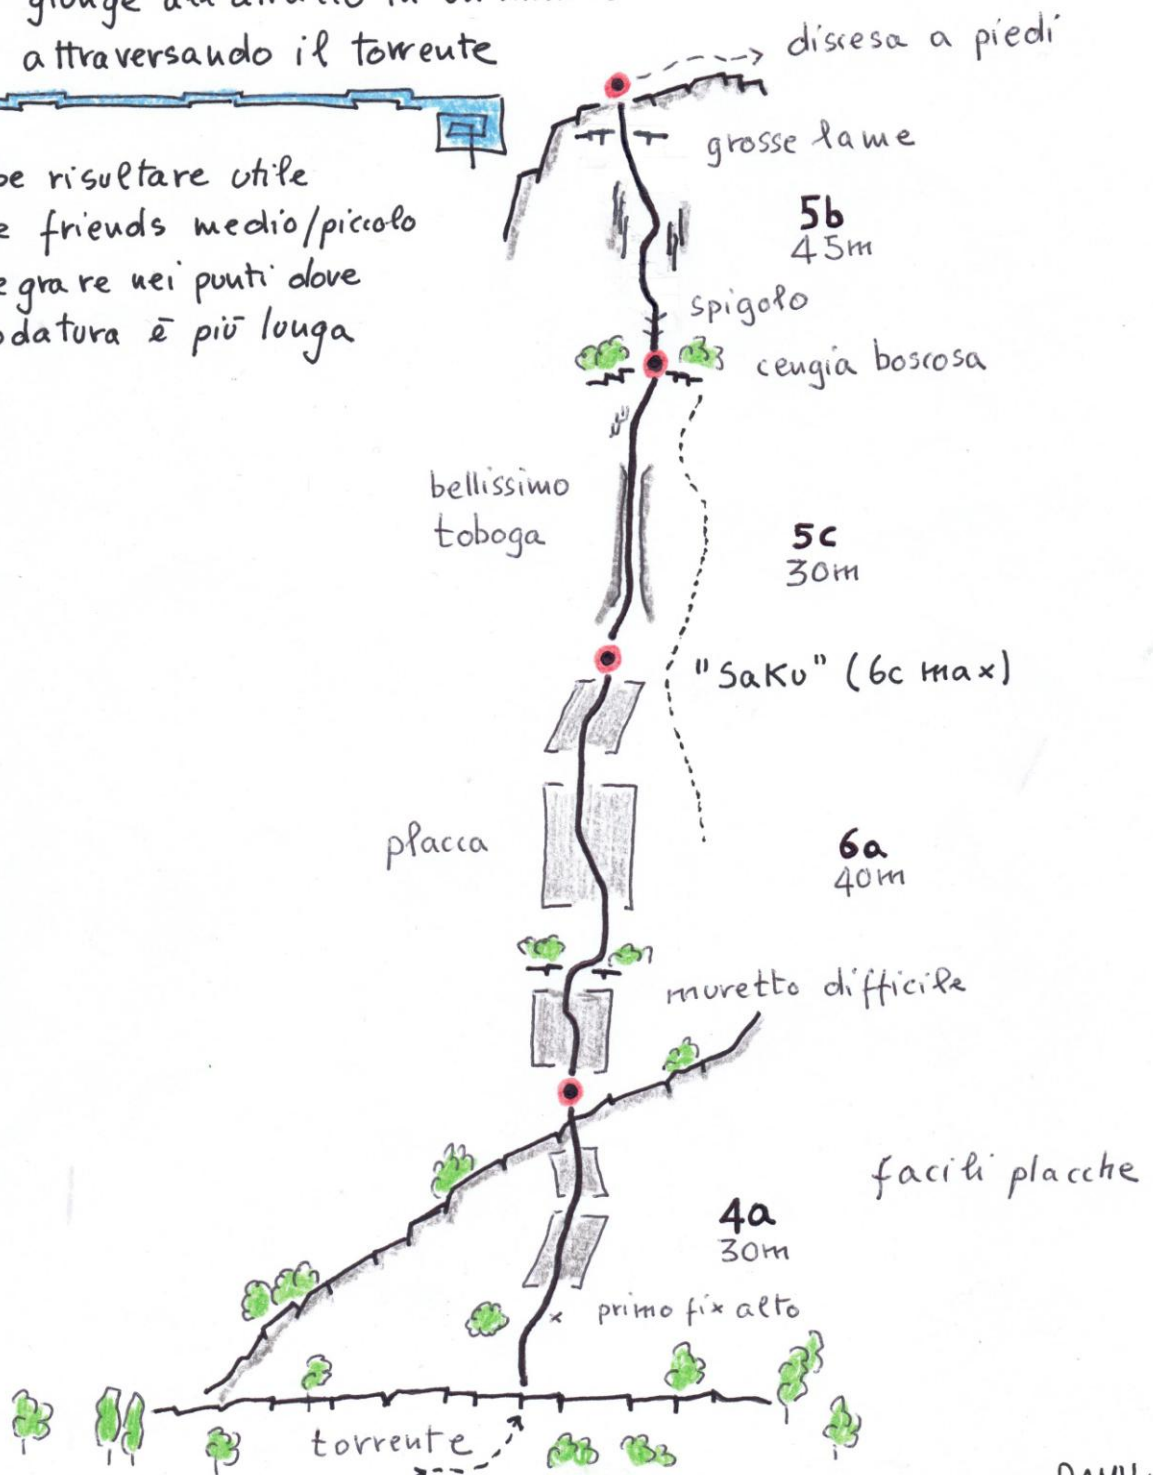 attraversando il torrente
discesa a piedi
grosse lame
risultare utile
friends medio/piccolo
nei punti dove
è più lunga
5b
45m
spigolo
cengia boscosa
bellissimo
toboga
5c
30m
"SaKu" (6c max)
placca
6a
40m
muretto difficile
facili placche
4a
30m
primo fix alto
torrente